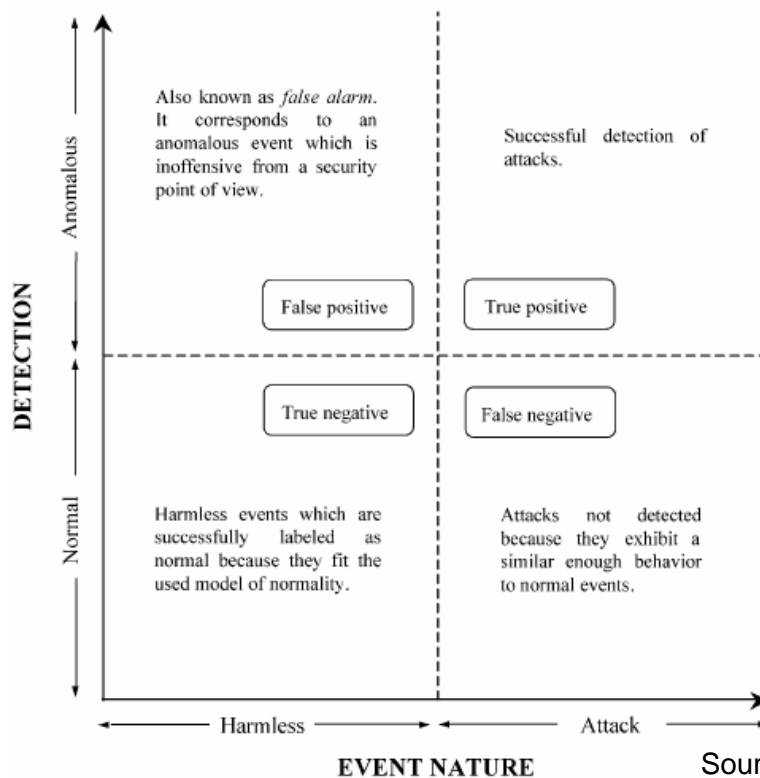 Also known as false alarm.
It corresponds to an
anomalous event which is
inoffensive from a security
point of view.
Successful detection of
attacks.
Anomalous
False positive
True positive
DETECTION
True negative
False negative
Normal
Harmless events which are
successfully labeled as
normal because they fit the
used model of normality.
Attacks not detected
because they exhibit a
similar enough behavior
to normal events.
Harmless
Attack
EVENT NATURE
Sour